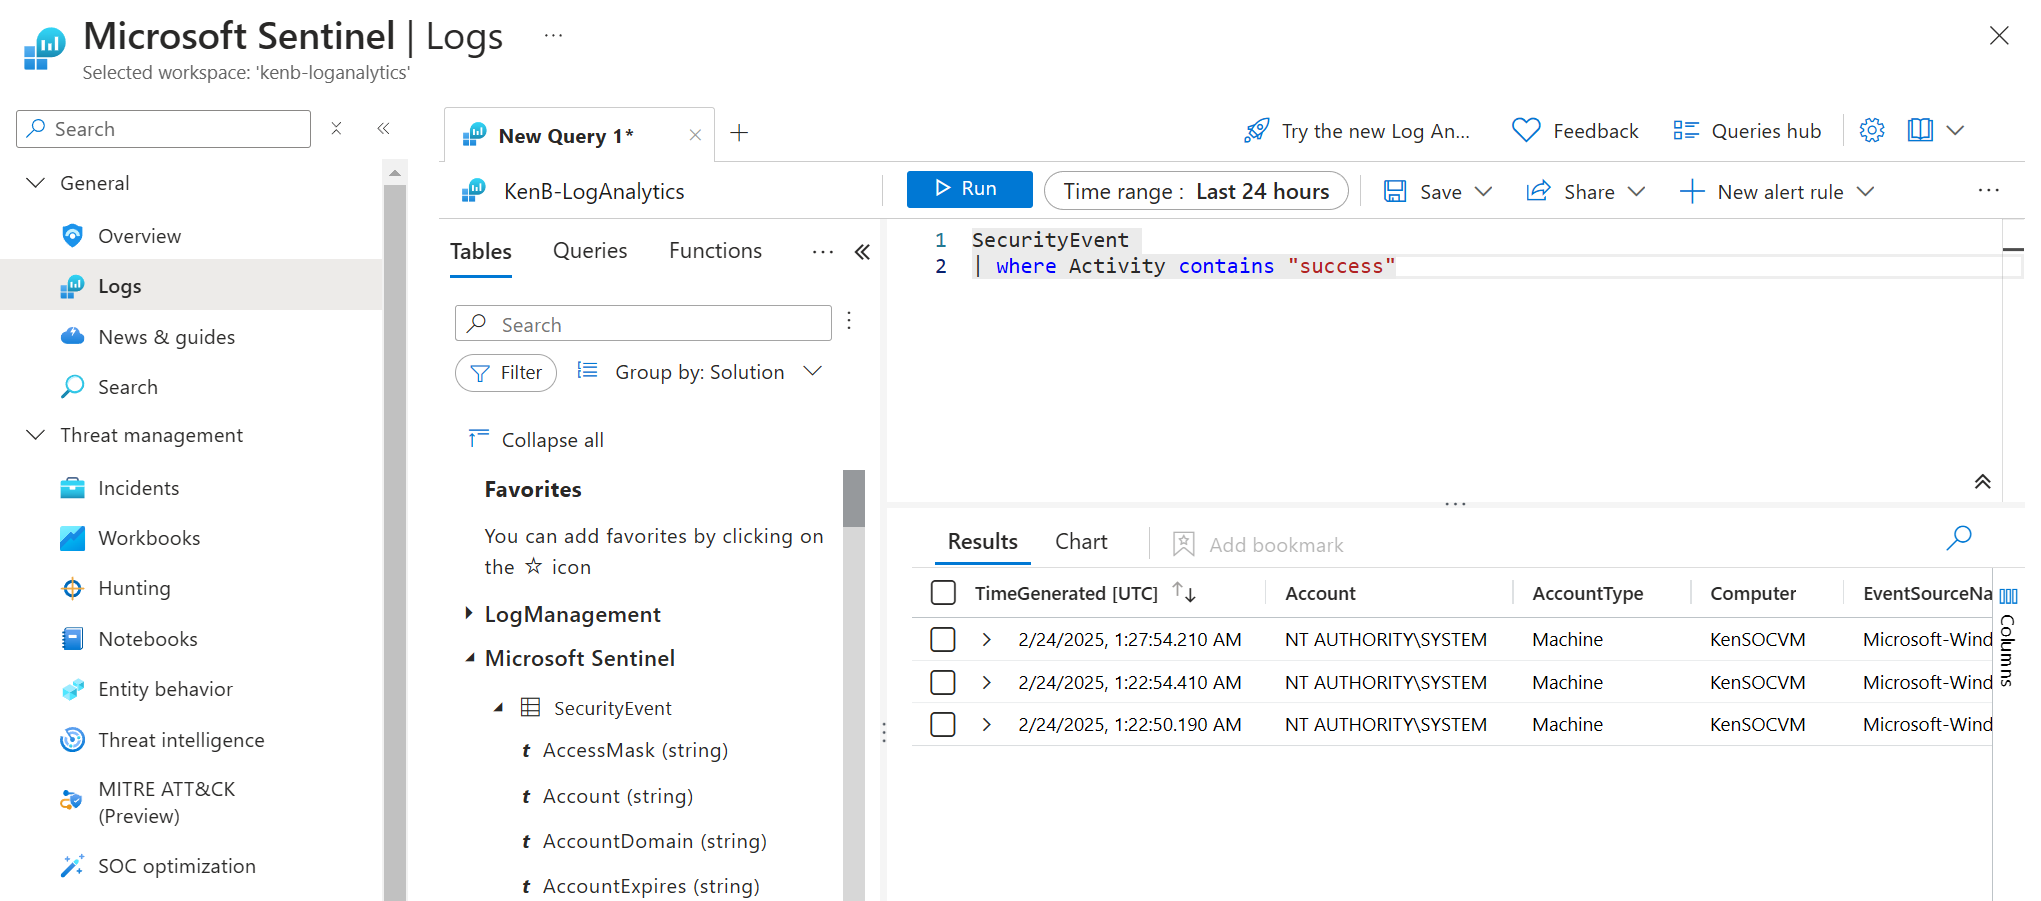 Microsoft Sentinel | Logs ...
Selected workspace: 'kenb-loganalytics'
Search
General
Overview
Logs
News & guides
Search
Threat management
Incidents
Workbooks
Hunting
Notebooks
Entity behavior
Threat intelligence
MITRE ATT&CK
(Preview)
SOC optimization
New Query 1*
Try the new Log An...
Feedback
Queries hub
KenB-LogAnalytics
Run
Time range : Last 24 hours
Save
Share
New alert rule
Tables Queries Functions
Search
Filter
Group by: Solution
Collapse all
Favorites
You can add favorites by clicking on
the ☆ icon
LogManagement
Microsoft Sentinel
SecurityEvent
t AccessMask (string)
t Account (string)
t AccountDomain (string)
t AccountExpires (string)
1 SecurityEvent
2 | where Activity contains "success"
Results Chart Add bookmark
TimeGenerated [UTC] Account AccountType Computer EventSourceNa
2/24/2025, 1:27:54.210 AM NT AUTHORITY\SYSTEM Machine KenSOCVM Microsoft-Wind
2/24/2025, 1:22:54.410 AM NT AUTHORITY\SYSTEM Machine KenSOCVM Microsoft-Wind
2/24/2025, 1:22:50.190 AM NT AUTHORITY\SYSTEM Machine KenSOCVM Microsoft-Wind
Columns